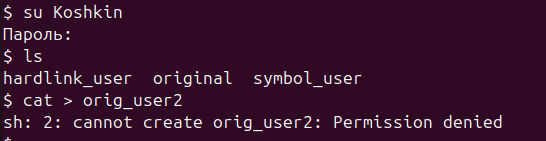 $ su Koshkin
Пароль:
$ ls
hardlink_user  original  symbol_user
$ cat > orig_user2
sh: 2: cannot create orig_user2: Permission denied